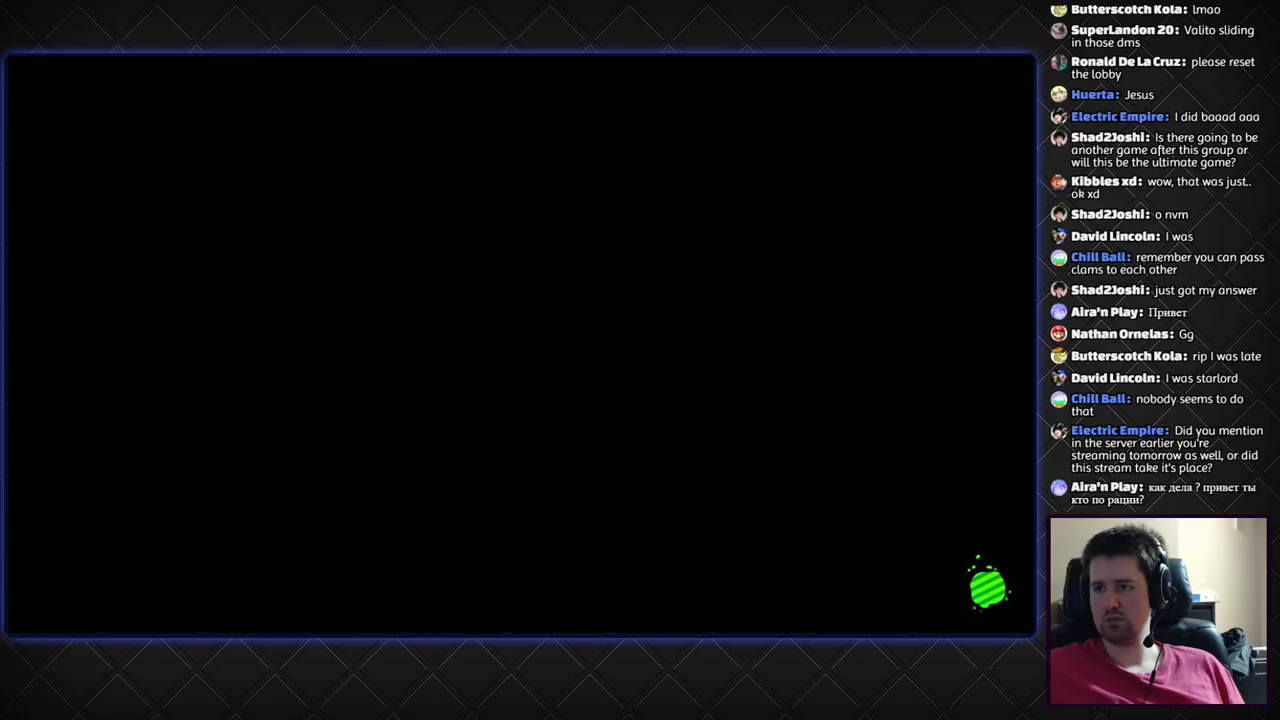 Butterscotch Kola: lmao
SuperLandon 20: Valito sliding
in those dms
Ronald De La Cruz: please reset
the lobby
Huerta: Jesus
Electric Empire: I did baaad aaa
Shad2Joshi: Is there going to be
another game after this group or
will this be the ultimate game?
Kibbles xd: wow, that was just..
ok xd
Shad2Joshi: o nvm
David Lincoln: I was
Chill Ball: remember you can pass
clams to each other
Shad2Joshi: just got my answer
Aira'n Play: Привет
Nathan Ornelas: Gg
Butterscotch Kola: rip I was late
David Lincoln: I was starlord
Chill Ball: nobody seems to do
that
Electric Empire: Did you mention
in the server earlier you're
streaming tomorrow as well, or did
this stream take it's place?
Aira'n Play: как дела ? привет ты
кто по рации?